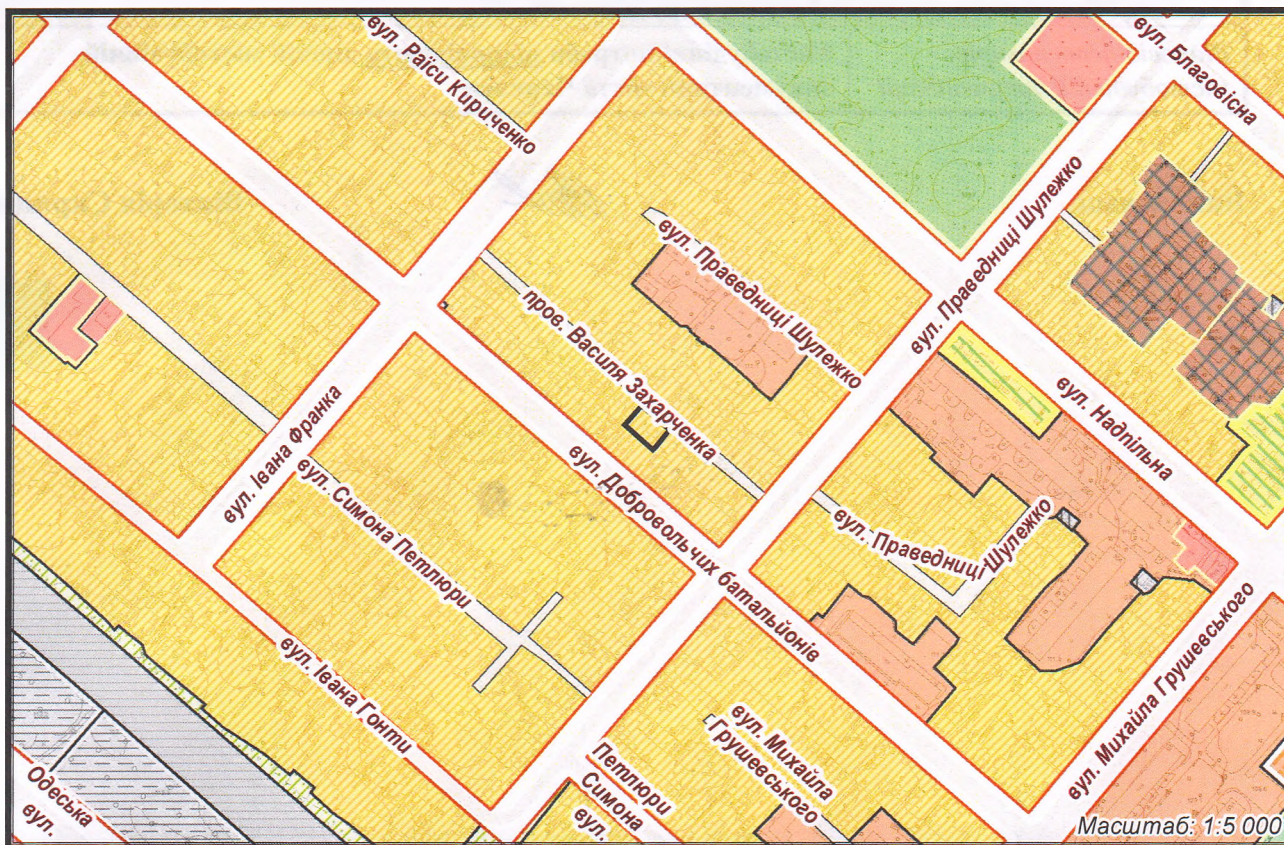 вул. Раїси Кириченко
вул. Благовісна
вул. Праведниці Шулежко
вул. Праведниці Шулежко
пров. Василя Захарченка
вул. Надпільна
вул. Івана Франка
вул. Симона Петлюри
вул. Добровольчих батальйонів
вул. Праведниці Шулежко
вул. Івана Гонти
вул. Михайла
Грушевського
вул. Михайла Грушевського
Петлюри
Симона
вул.
Одеська
вул.
Масштаб: 1:5 000